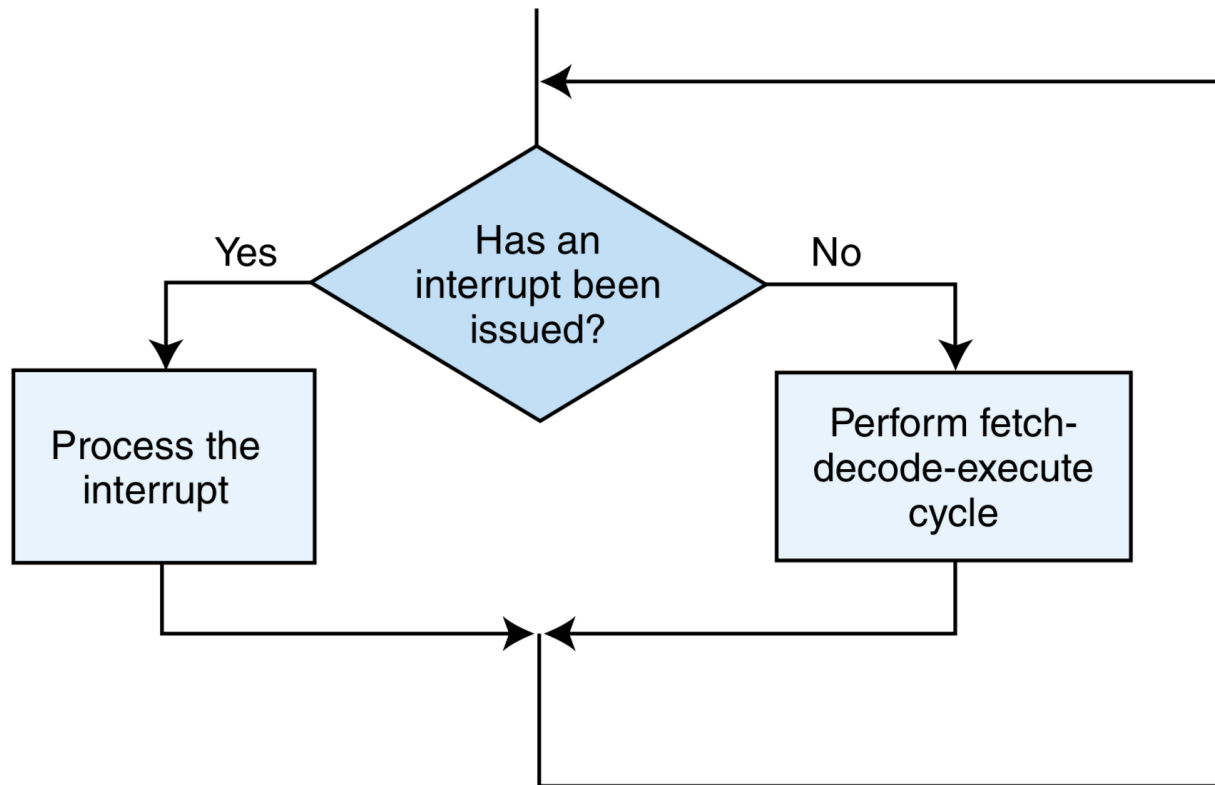 Has an
interrupt been
issued?
Yes
No
Process the
interrupt
Perform fetch-
decode-execute
cycle